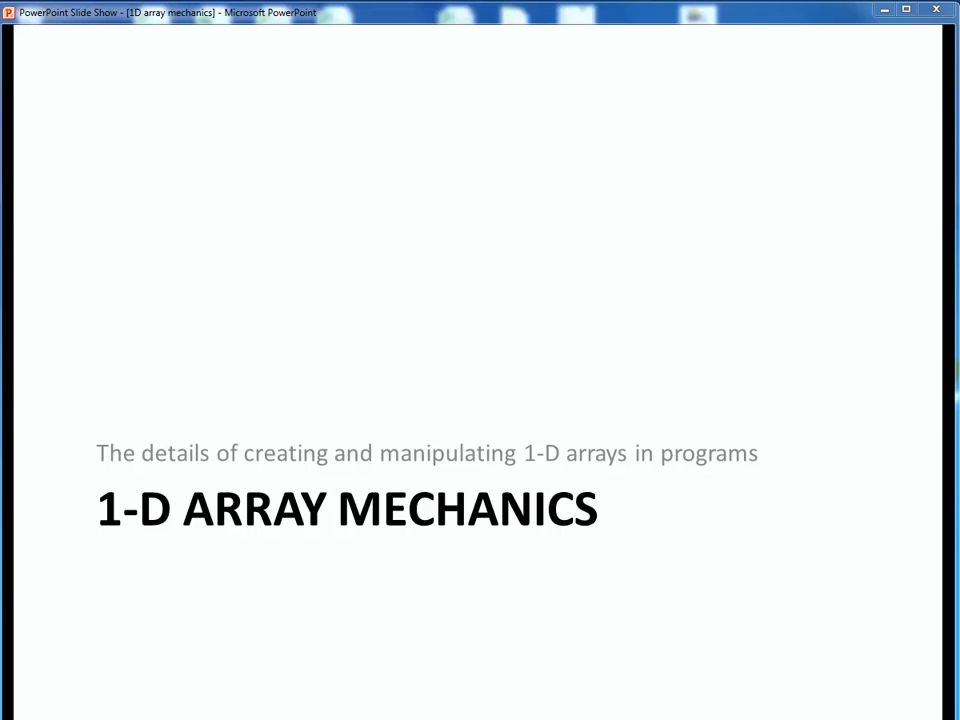 PowerPoint Slide Show - [1D array mechanics] - Microsoft PowerPoint
The details of creating and manipulating 1-D arrays in programs
1-D ARRAY MECHANICS